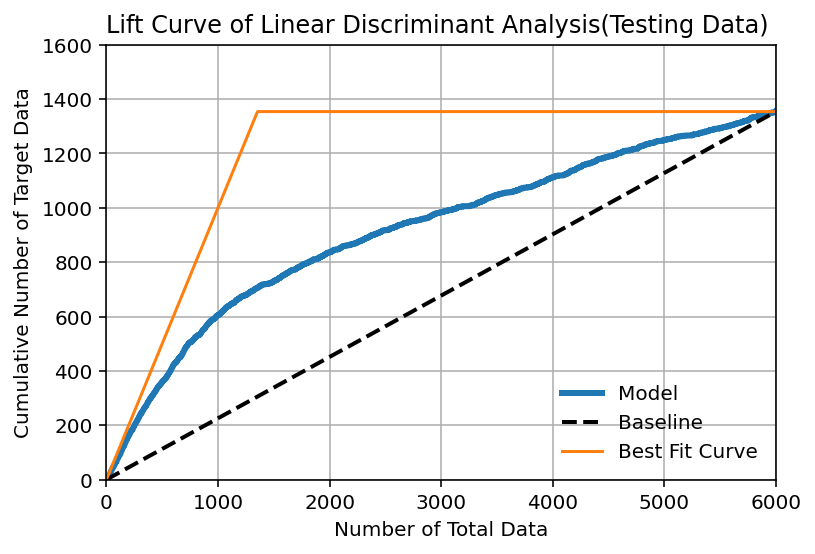 Lift Curve of Linear Discriminant Analysis(Testing Data)
1600
1400
1200
1000
800
600
400
200
0
Cumulative Number of Target Data
Model
Baseline
Best Fit Curve
0 1000 2000 3000 4000 5000 6000
Number of Total Data